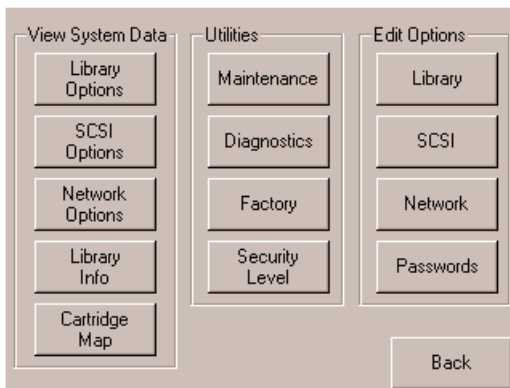 View System Data
Library
Options
SCSI
Options
Network
Options
Library
Info
Cartridge
Map
Utilities
Maintenance
Diagnostics
Factory
Security
Level
Edit Options
Library
SCSI
Network
Passwords
Back